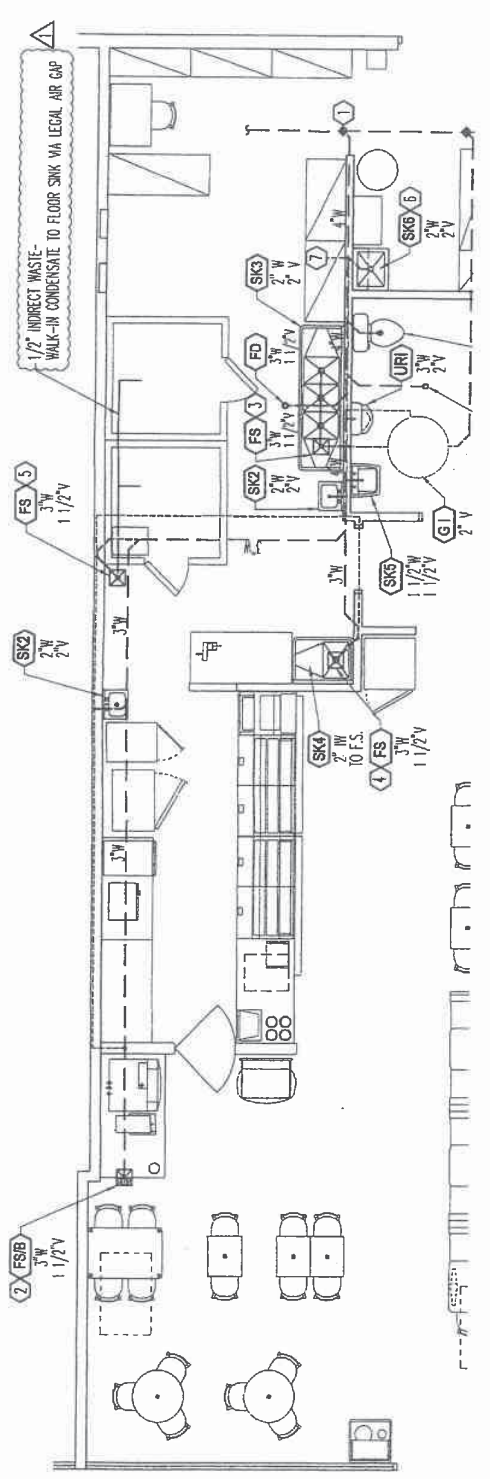 1
1/2" INDIRECT WASTE-
WALK-IN CONDENSATE TO FLOOR SINK VIA LEGAL AIR GAP
FS 5
3"W
1 1/2"V
SK2
2"W
2"V
2 FS/B
3"W
1 1/2"V
3"W
3"W
3"W
SK3
2" W
2" V
FD
3"W
1 1/2"V
FS 3
3"W
1 1/2"V
SK2
2"W
2"V
7
4"W
1
SK6 6
2"W
2"V
URI
3"W
2"V
GI
2" V
SK5
1 1/2"W
1 1/2"V
SK4
2" IW
TO F.S.
4 FS
3"W
1 1/2"V